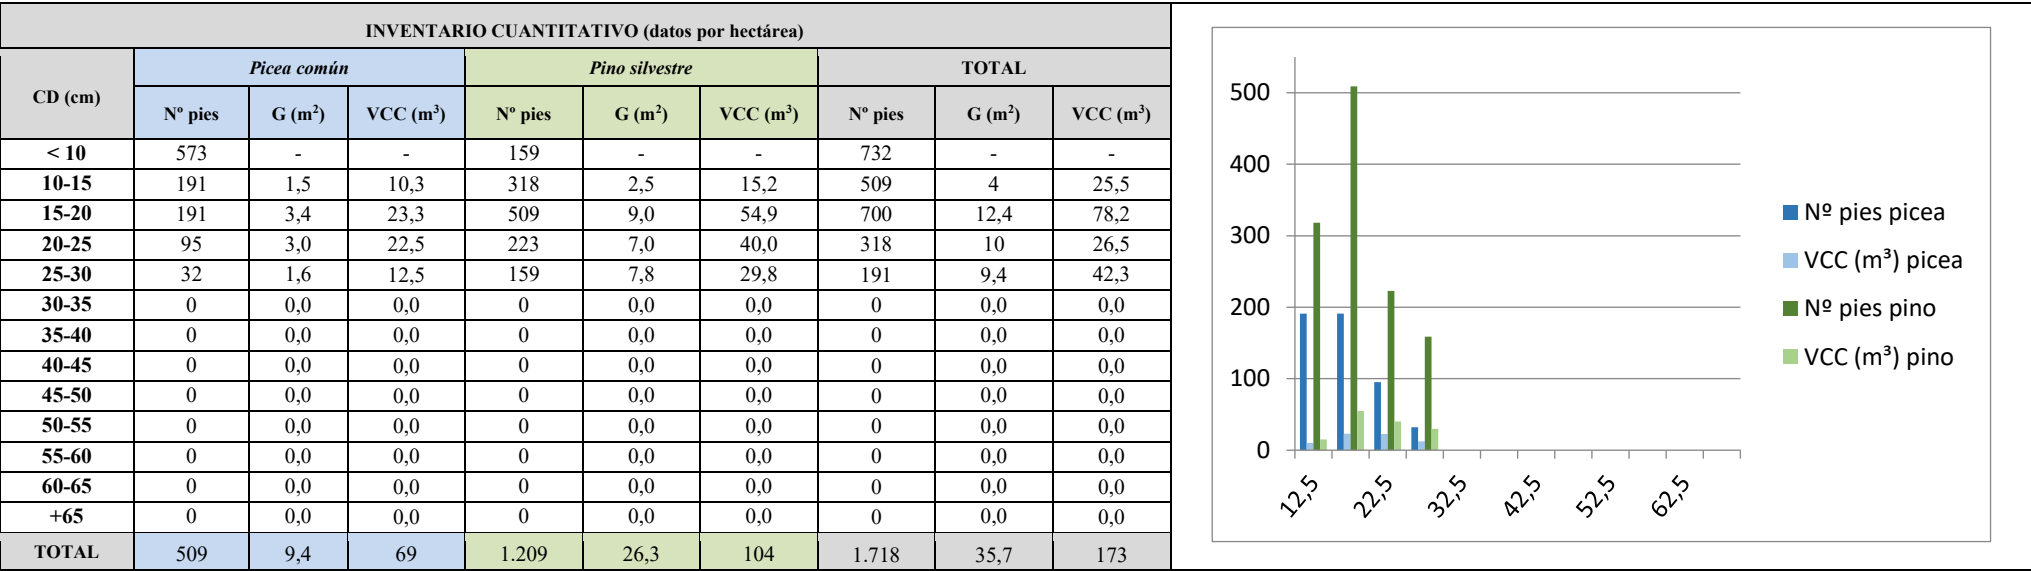 INVENTARIO CUANTITATIVO (datos por hectárea)
CD (cm) Picea común Pino silvestre TOTAL
Nº pies G (m²) VCC (m³) Nº pies G (m²) VCC (m³) Nº pies G (m²) VCC (m³)
< 10 573 - - 159 - - 732 - -
10-15 191 1,5 10,3 318 2,5 15,2 509 4 25,5
15-20 191 3,4 23,3 509 9,0 54,9 700 12,4 78,2
20-25 95 3,0 22,5 223 7,0 40,0 318 10 26,5
25-30 32 1,6 12,5 159 7,8 29,8 191 9,4 42,3
30-35 0 0,0 0,0 0 0,0 0,0 0 0,0 0,0
35-40 0 0,0 0,0 0 0,0 0,0 0 0,0 0,0
40-45 0 0,0 0,0 0 0,0 0,0 0 0,0 0,0
45-50 0 0,0 0,0 0 0,0 0,0 0 0,0 0,0
50-55 0 0,0 0,0 0 0,0 0,0 0 0,0 0,0
55-60 0 0,0 0,0 0 0,0 0,0 0 0,0 0,0
60-65 0 0,0 0,0 0 0,0 0,0 0 0,0 0,0
+65 0 0,0 0,0 0 0,0 0,0 0 0,0 0,0
TOTAL 509 9,4 69 1.209 26,3 104 1.718 35,7 173
500
400
300
200
100
0
12,5 22,5 32,5 42,5 52,5 62,5
Nº pies picea
VCC (m³) picea
Nº pies pino
VCC (m³) pino